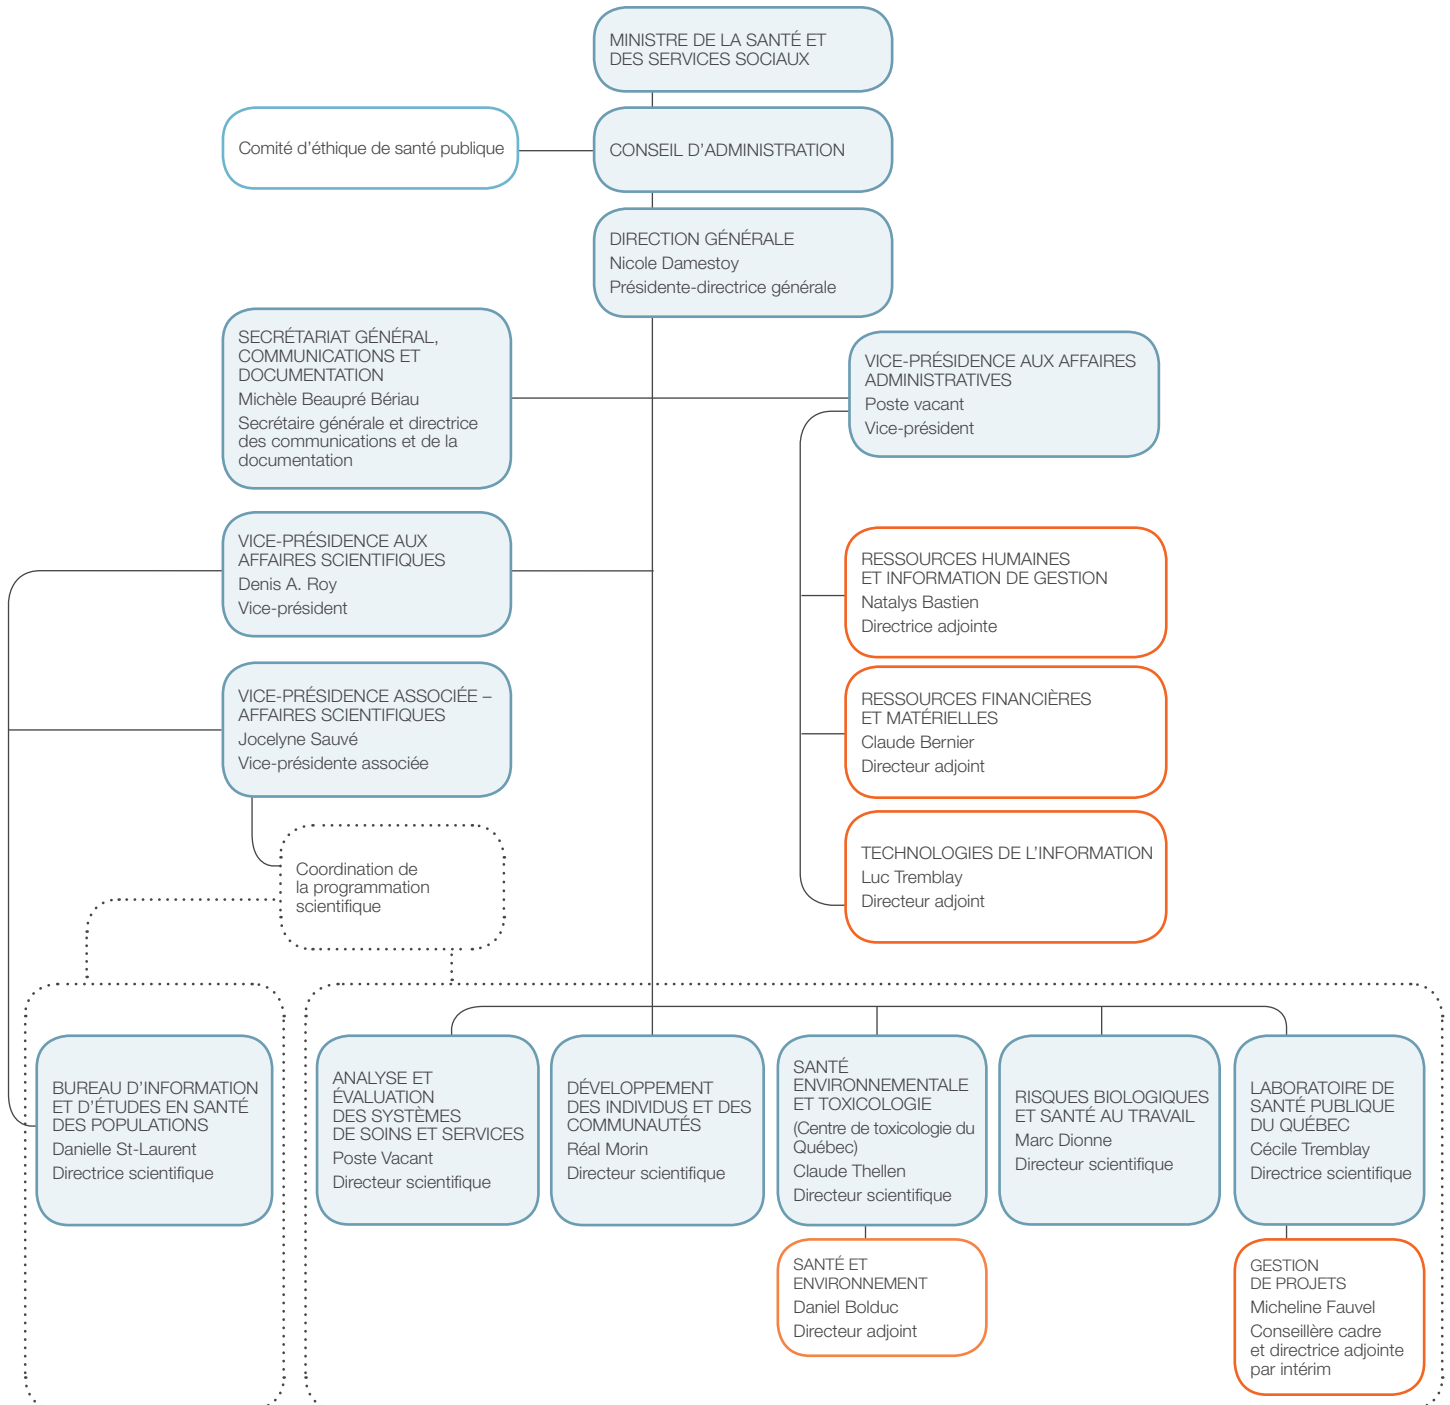 MINISTRE DE LA SANTÉ ET
DES SERVICES SOCIAUX
Comité d'éthique de santé publique
CONSEIL D'ADMINISTRATION
DIRECTION GÉNÉRALE
Nicole Damestoy
Présidente-directrice générale
SECRÉTARIAT GÉNÉRAL,
COMMUNICATIONS ET
DOCUMENTATION
Michèle Beaupré Bériau
Secrétaire générale et directrice
des communications et de la
documentation
VICE-PRÉSIDENCE AUX AFFAIRES
ADMINISTRATIVES
Poste vacant
Vice-président
VICE-PRÉSIDENCE AUX
AFFAIRES SCIENTIFIQUES
Denis A. Roy
Vice-président
RESSOURCES HUMAINES
ET INFORMATION DE GESTION
Natalys Bastien
Directrice adjointe
VICE-PRÉSIDENCE ASSOCIÉE –
AFFAIRES SCIENTIFIQUES
Jocelyne Sauvé
Vice-présidente associée
RESSOURCES FINANCIÈRES
ET MATÉRIELLES
Claude Bernier
Directeur adjoint
TECHNOLOGIES DE L'INFORMATION
Luc Tremblay
Directeur adjoint
Coordination de
la programmation
scientifique
BUREAU D'INFORMATION
ET D'ÉTUDES EN SANTÉ
DES POPULATIONS
Danielle St-Laurent
Directrice scientifique
ANALYSE ET
ÉVALUATION
DES SYSTÈMES
DE SOINS ET SERVICES
Poste Vacant
Directeur scientifique
DÉVELOPPEMENT
DES INDIVIDUS ET DES
COMMUNAUTÉS
Réal Morin
Directeur scientifique
SANTÉ
ENVIRONNEMENTALE
ET TOXICOLOGIE
(Centre de toxicologie du
Québec)
Claude Thellen
Directeur scientifique
RISQUES BIOLOGIQUES
ET SANTÉ AU TRAVAIL
Marc Dionne
Directeur scientifique
LABORATOIRE DE
SANTÉ PUBLIQUE
DU QUÉBEC
Cécile Tremblay
Directrice scientifique
SANTÉ ET
ENVIRONNEMENT
Daniel Bolduc
Directeur adjoint
GESTION
DE PROJETS
Micheline Fauvel
Conseillère cadre
et directrice adjointe
par intérim